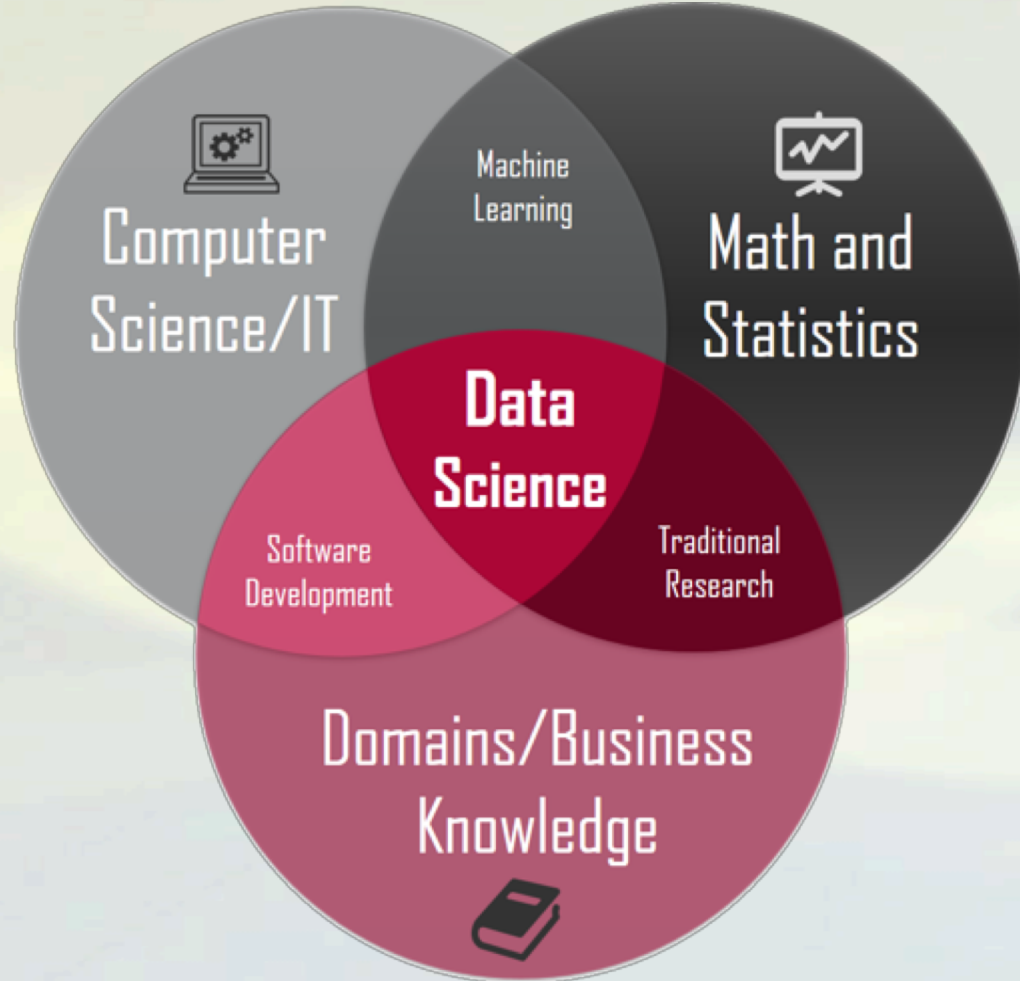 Machine
Learning
Computer
Science/IT
Math and
Statistics
Data
Science
Software
Development
Traditional
Research
Domains/Business
Knowledge